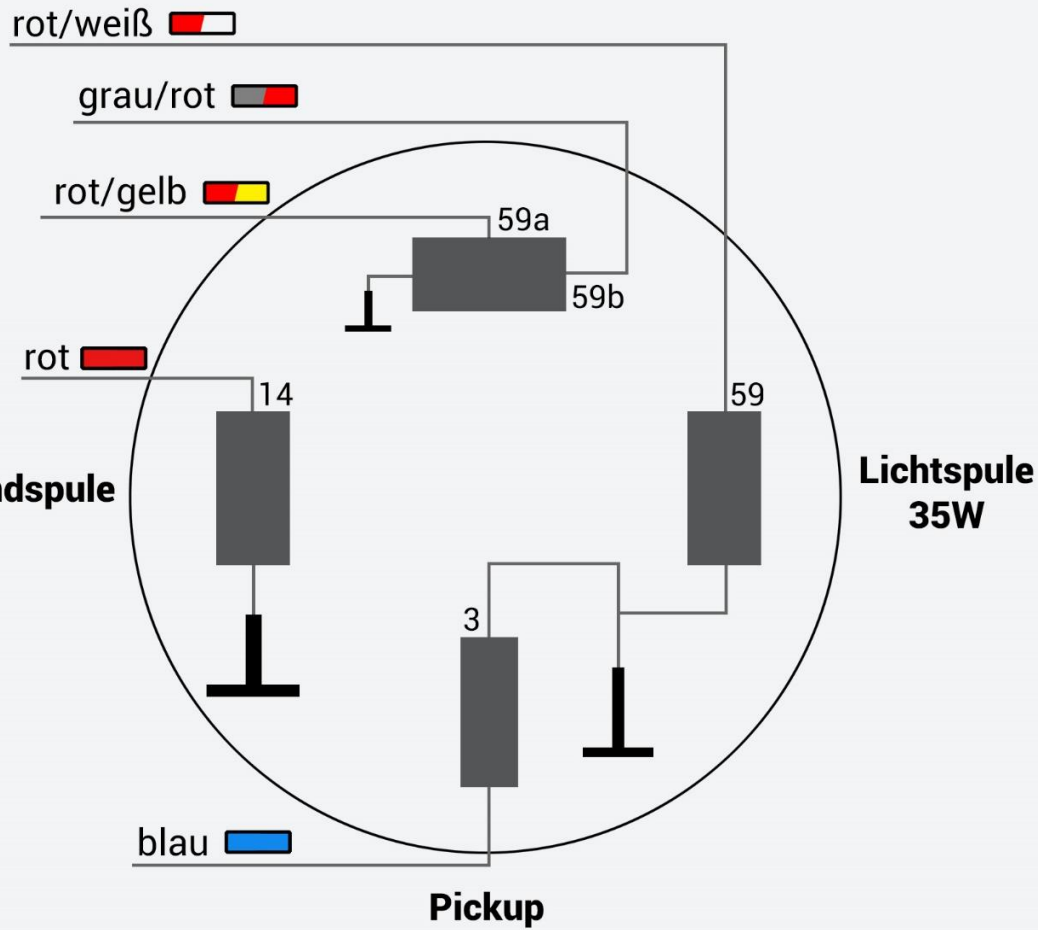 rot/weiß
grau/rot
rot/gelb
59a
59b
rot
14
59
Lichtspule
35W
3
blau
Pickup